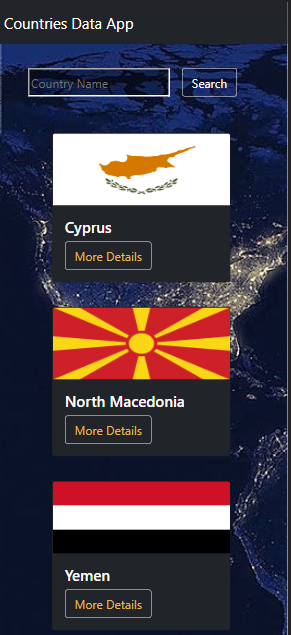 Countries Data App
Country Name Search
Cyprus
More Details
North Macedonia
More Details
Yemen
More Details